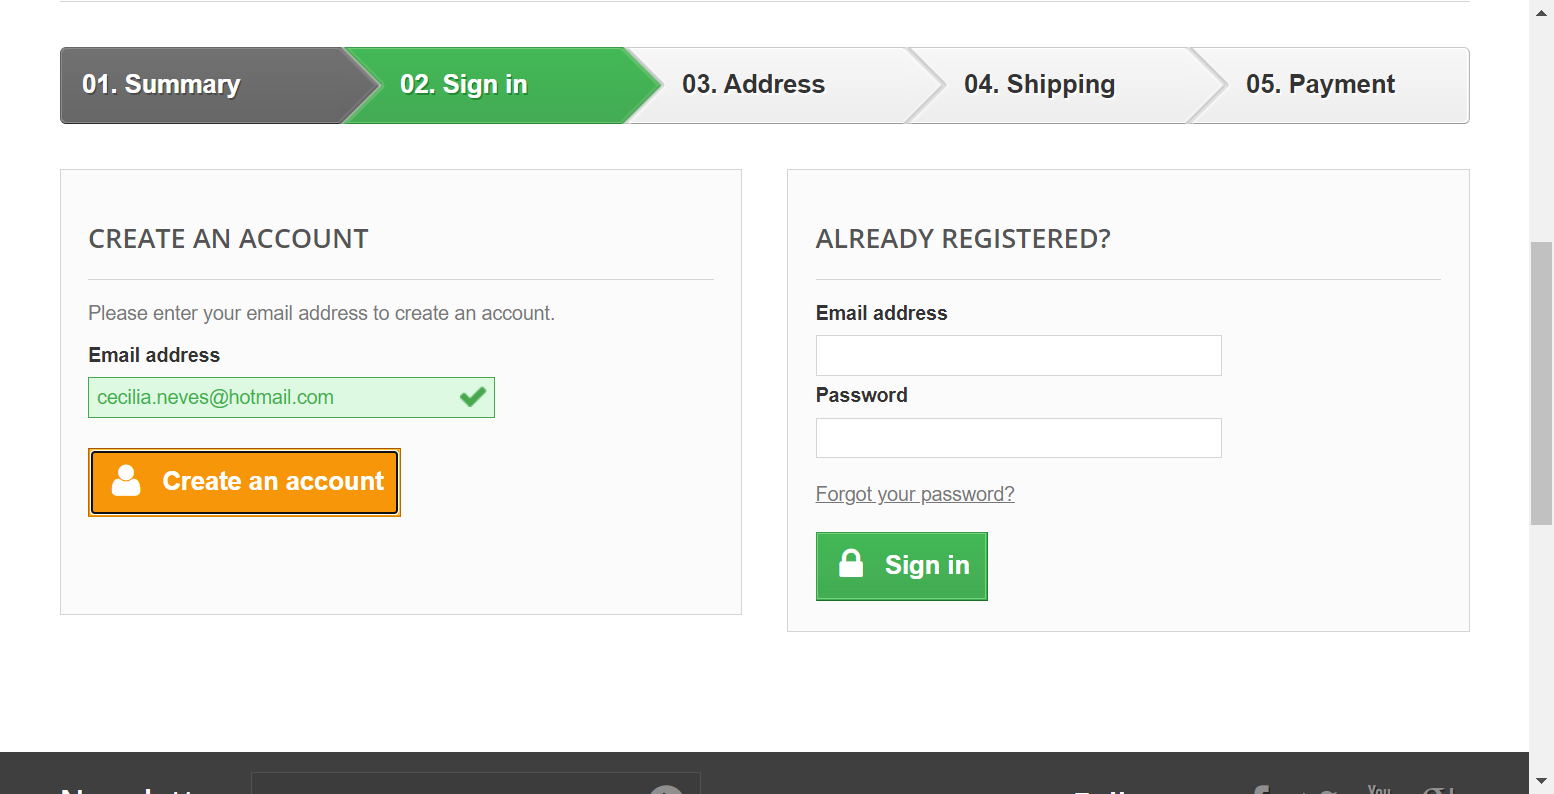 01. Summary
02. Sign in
03. Address
04. Shipping
05. Payment
CREATE AN ACCOUNT
Please enter your email address to create an account.
Email address
cecilia.neves@hotmail.com
Create an account
ALREADY REGISTERED?
Email address
Password
Forgot your password?
Sign in
You